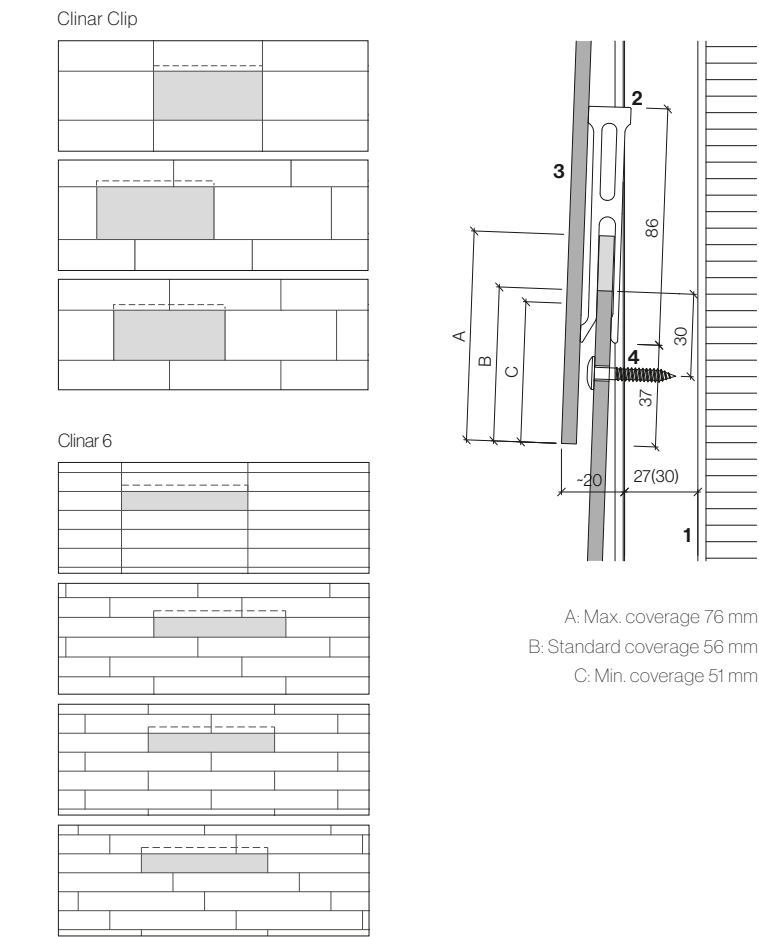 Clinar Clip
Clinar 6
2
3
86
A
B
C
30
4
37
~20
27(30)
1
A: Max. coverage 76 mm
B: Standard coverage 56 mm
C: Min. coverage 51 mm